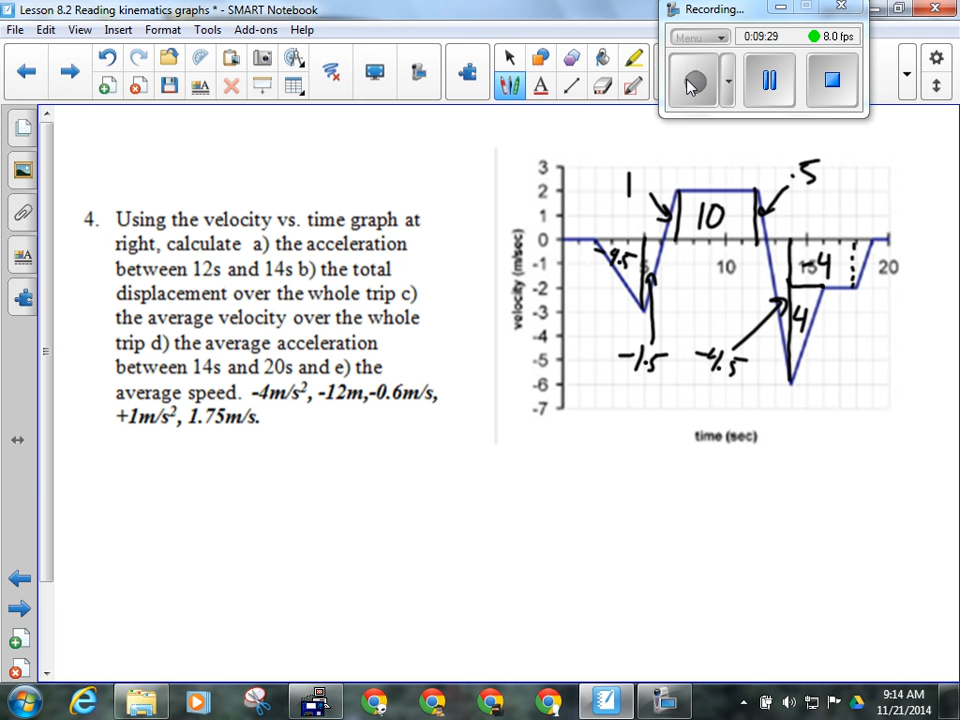 Lesson 8.2 Reading kinematics graphs * - SMART Notebook
Recording...
File Edit View Insert Format Tools Add-ons Help
Menu
0:09:29
8.0 fps
4. Using the velocity vs. time graph at
right, calculate a) the acceleration
between 12s and 14s b) the total
displacement over the whole trip c)
the average velocity over the whole
trip d) the average acceleration
between 14s and 20s and e) the
average speed. -4m/s², -12m,-0.6m/s,
+1m/s², 1.75m/s.
3
2
1
0
-1
-2
-3
-4
-5
-6
-7
velocity (m/sec)
10
20
time (sec)
1
10
.5
-4
4
-1.5
-4.5
9:14 AM
11/21/2014